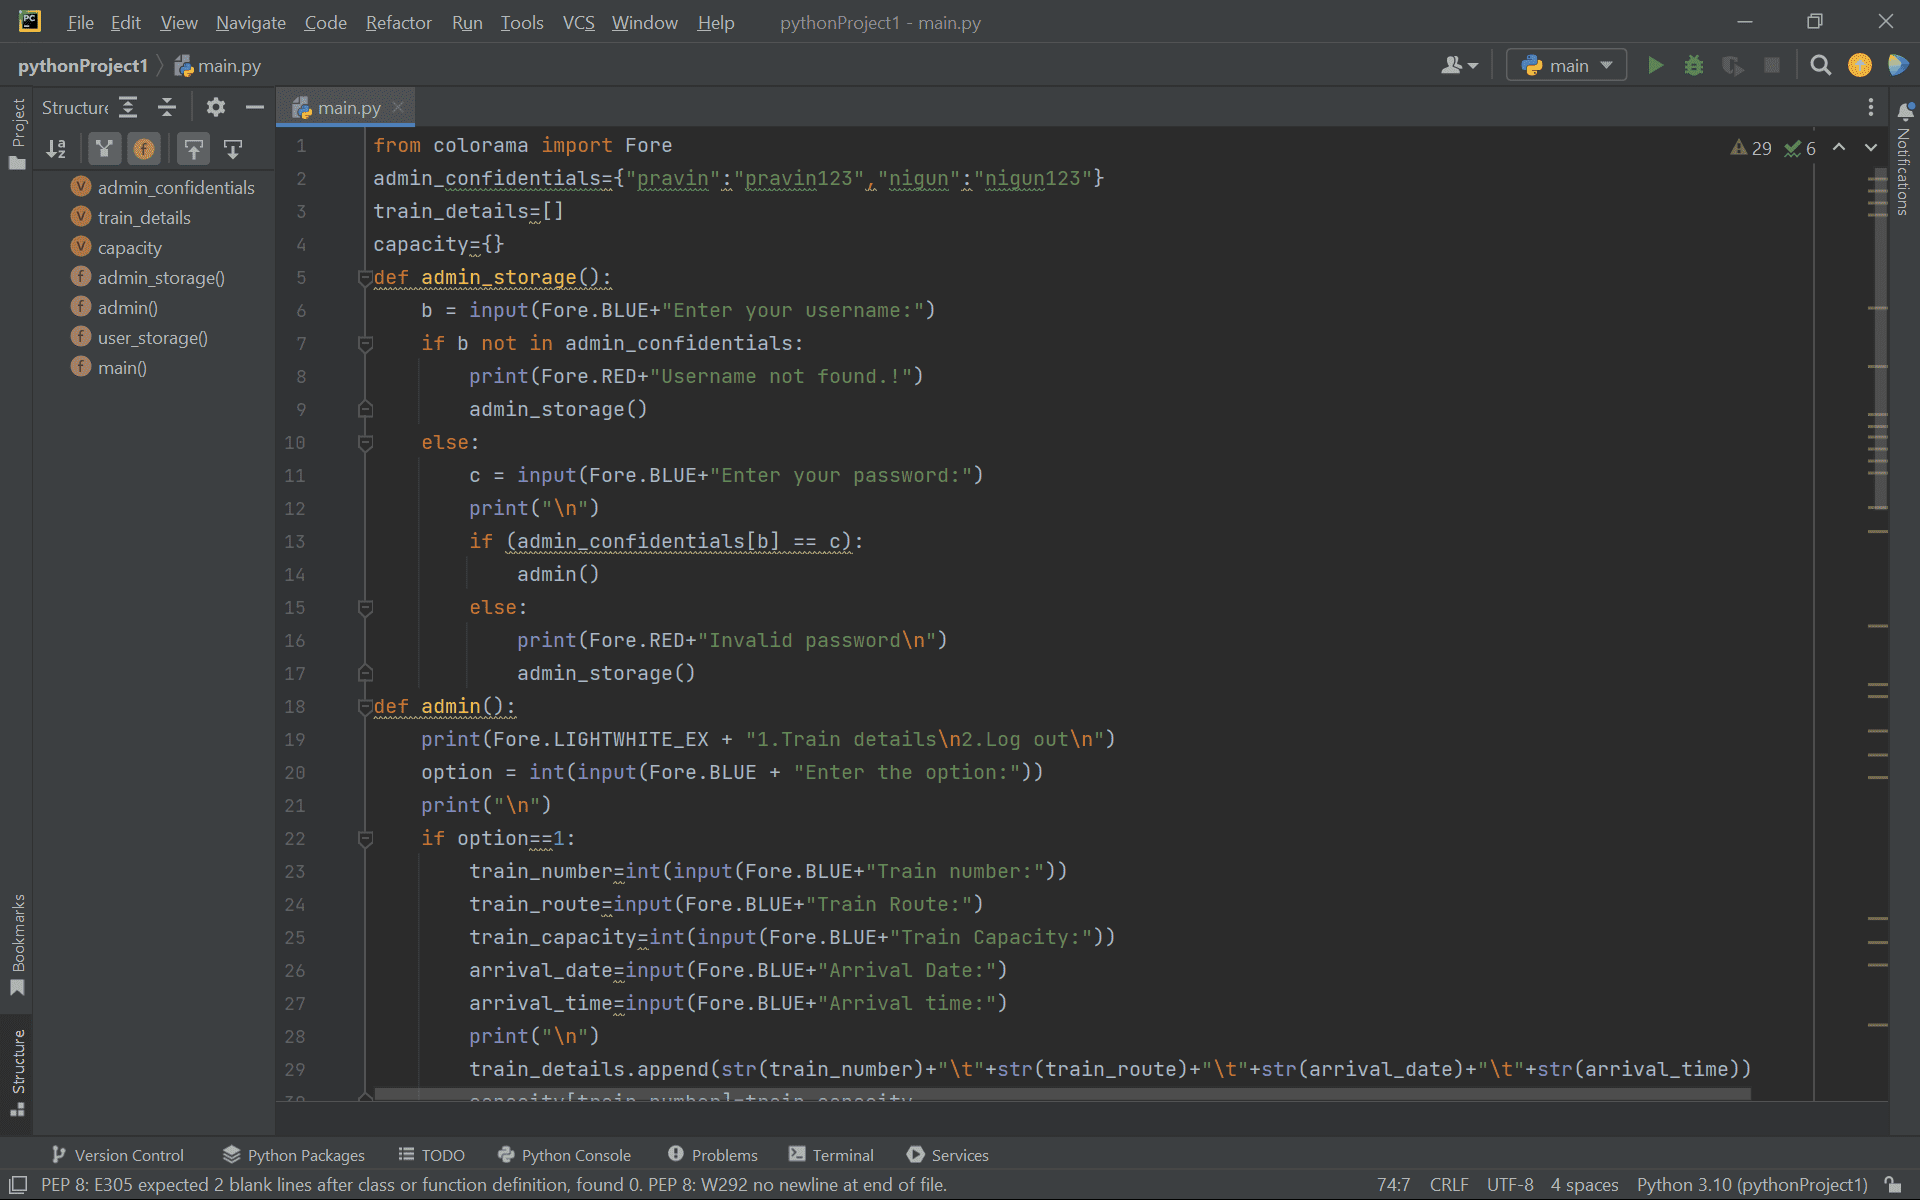 File Edit View Navigate Code Refactor Run Tools VCS Window Help pythonProject1 - main.py
pythonProject1 main.py main
Project
Structure main.py
Notifications
29 6
admin_confidentials
train_details
capacity
admin_storage()
admin()
user_storage()
main()
1 from colorama import Fore
2 admin_confidentials={"pravin":"pravin123","nigun":"nigun123"}
3 train_details=[]
4 capacity={}
5 def admin_storage():
6     b = input(Fore.BLUE+"Enter your username:")
7     if b not in admin_confidentials:
8         print(Fore.RED+"Username not found.!")
9         admin_storage()
10     else:
11         c = input(Fore.BLUE+"Enter your password:")
12         print("\n")
13         if (admin_confidentials[b] == c):
14             admin()
15         else:
16             print(Fore.RED+"Invalid password\n")
17             admin_storage()
18 def admin():
19     print(Fore.LIGHTWHITE_EX + "1.Train details\n2.Log out\n")
20     option = int(input(Fore.BLUE + "Enter the option:"))
21     print("\n")
22     if option==1:
23         train_number=int(input(Fore.BLUE+"Train number:"))
24         train_route=input(Fore.BLUE+"Train Route:")
25         train_capacity=int(input(Fore.BLUE+"Train Capacity:"))
26         arrival_date=input(Fore.BLUE+"Arrival Date:")
27         arrival_time=input(Fore.BLUE+"Arrival time:")
28         print("\n")
29         train_details.append(str(train_number)+"\t"+str(train_route)+"\t"+str(arrival_date)+"\t"+str(arrival_time))
30         capacity[train_number]=train_capacity
Bookmarks
Structure
Version Control Python Packages TODO Python Console Problems Terminal Services
PEP 8: E305 expected 2 blank lines after class or function definition, found 0. PEP 8: W292 no newline at end of file. 74:7 CRLF UTF-8 4 spaces Python 3.10 (pythonProject1)